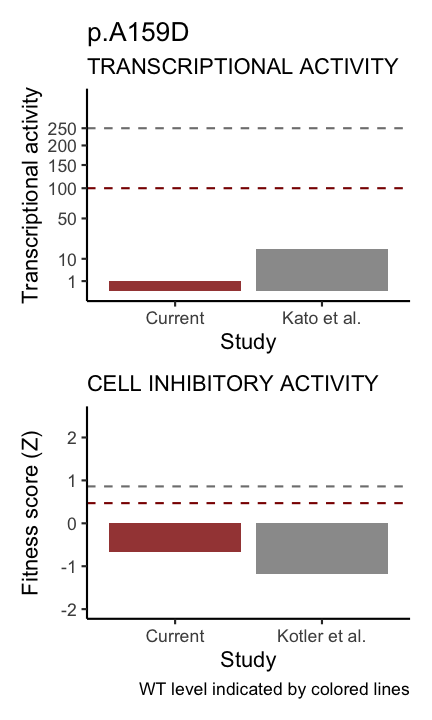 p.A159D
TRANSCRIPTIONAL ACTIVITY
Transcriptional activity
250
200
150
100
50
10
1
Current
Kato et al.
Study
CELL INHIBITORY ACTIVITY
Fitness score (Z)
2
1
0
-1
-2
Current
Kotler et al.
Study
WT level indicated by colored lines